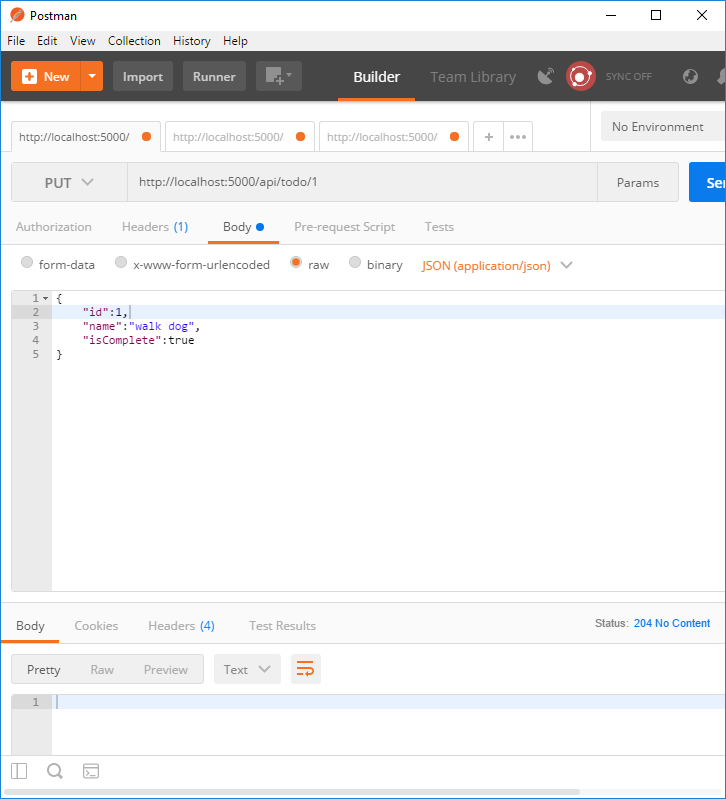 Postman
File Edit View Collection History Help
New Import Runner Builder Team Library SYNC OFF
http://localhost:5000/ http://localhost:5000/ http://localhost:5000/ + ••• No Environment
PUT http://localhost:5000/api/todo/1 Params Sen
Authorization Headers (1) Body Pre-request Script Tests
form-data x-www-form-urlencoded raw binary JSON (application/json)
1 {
2 "id":1,
3 "name":"walk dog",
4 "isComplete":true
5 }
Body Cookies Headers (4) Test Results Status: 204 No Content
Pretty Raw Preview Text
1